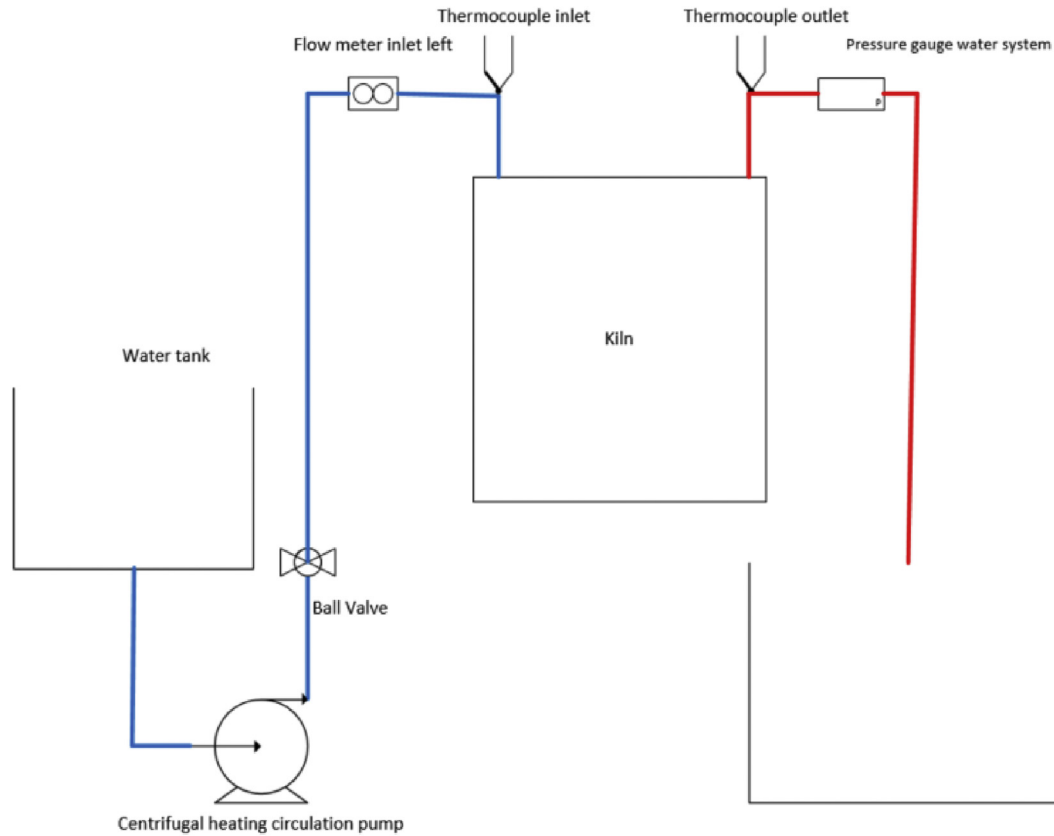 Thermocouple inlet
Thermocouple outlet
Flow meter inlet left
Pressure gauge water system
p
Kiln
Water tank
Ball Valve
Centrifugal heating circulation pump